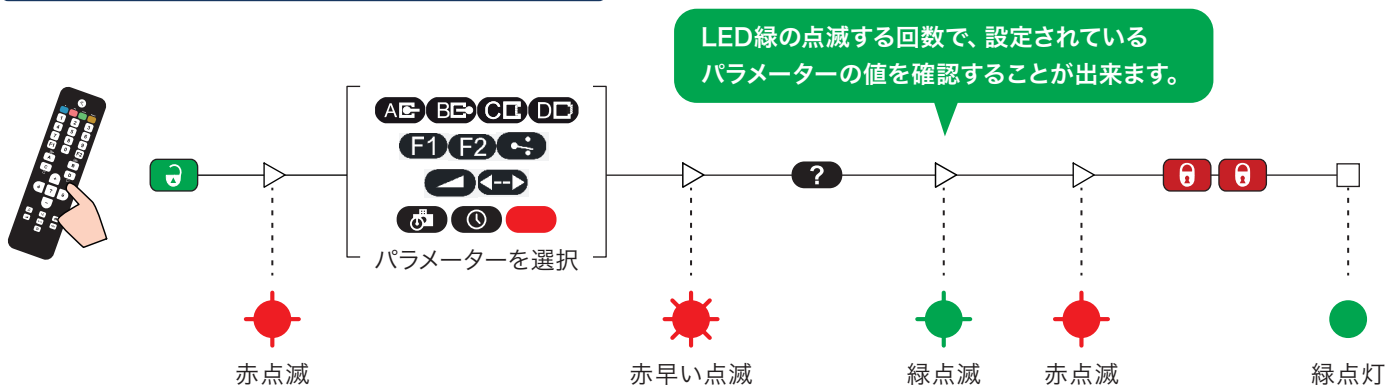 LED緑の点滅する回数で、設定されている
パラメーターの値を確認することが出来ます。
A B C D
F1 F2
?
パラメーターを選択
赤点滅
赤早い点滅
緑点滅
赤点滅
緑点灯